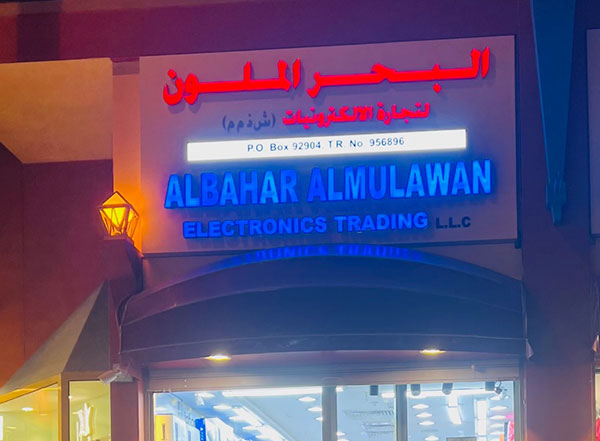 البحر الملون
لتجارة الالكترونيات (ش ذ م م)
P.O. Box 92904, T.R. No. 956896
ALBAHAR ALMULAWAN
ELECTRONICS TRADING L.L.C